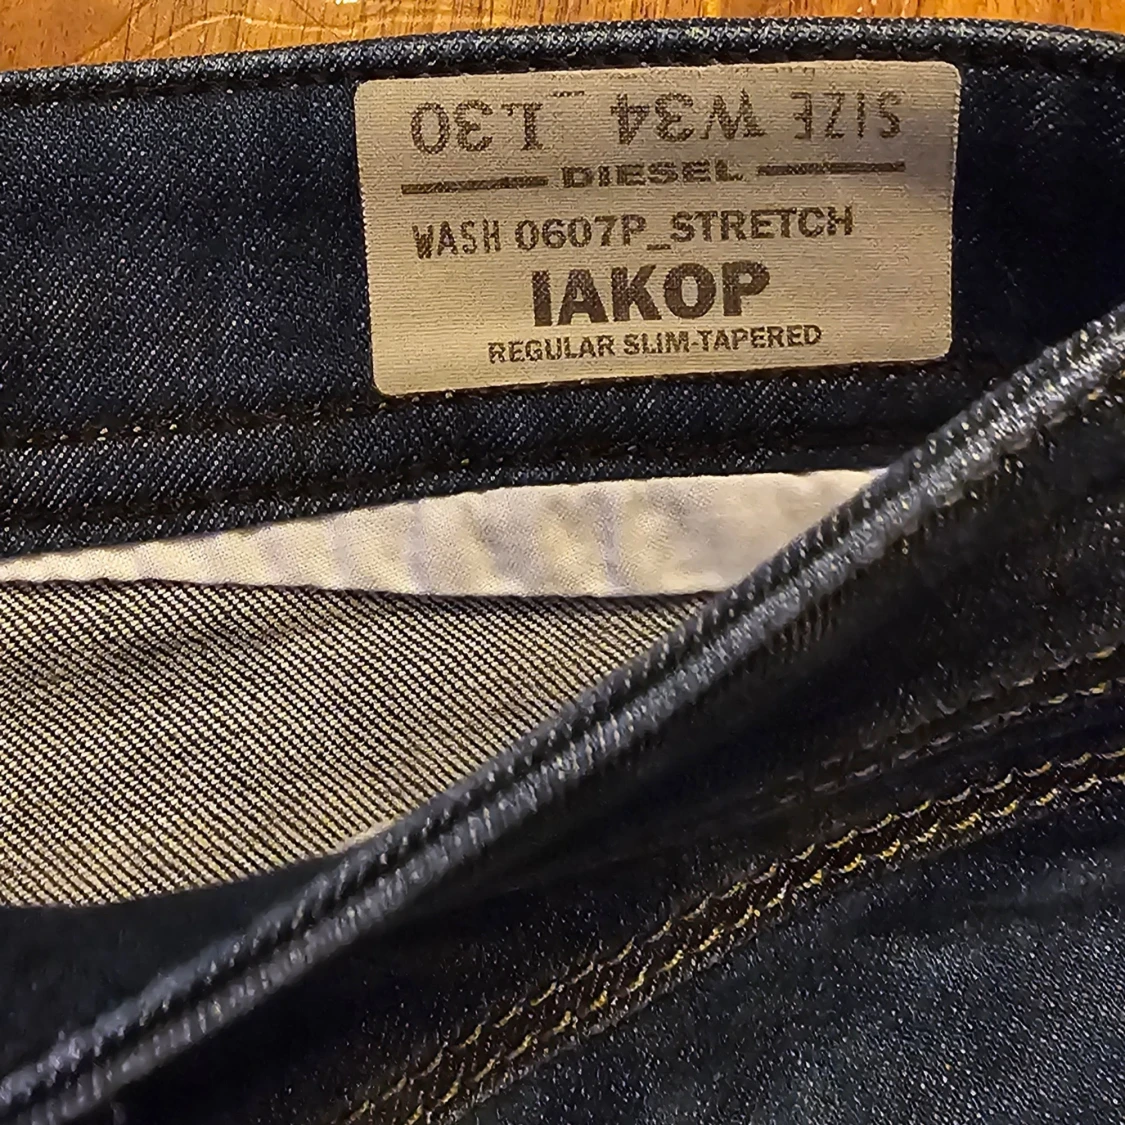 SIZE W34 L30
DIESEL
WASH 0607P_STRETCH
IAKOP
REGULAR SLIM-TAPERED